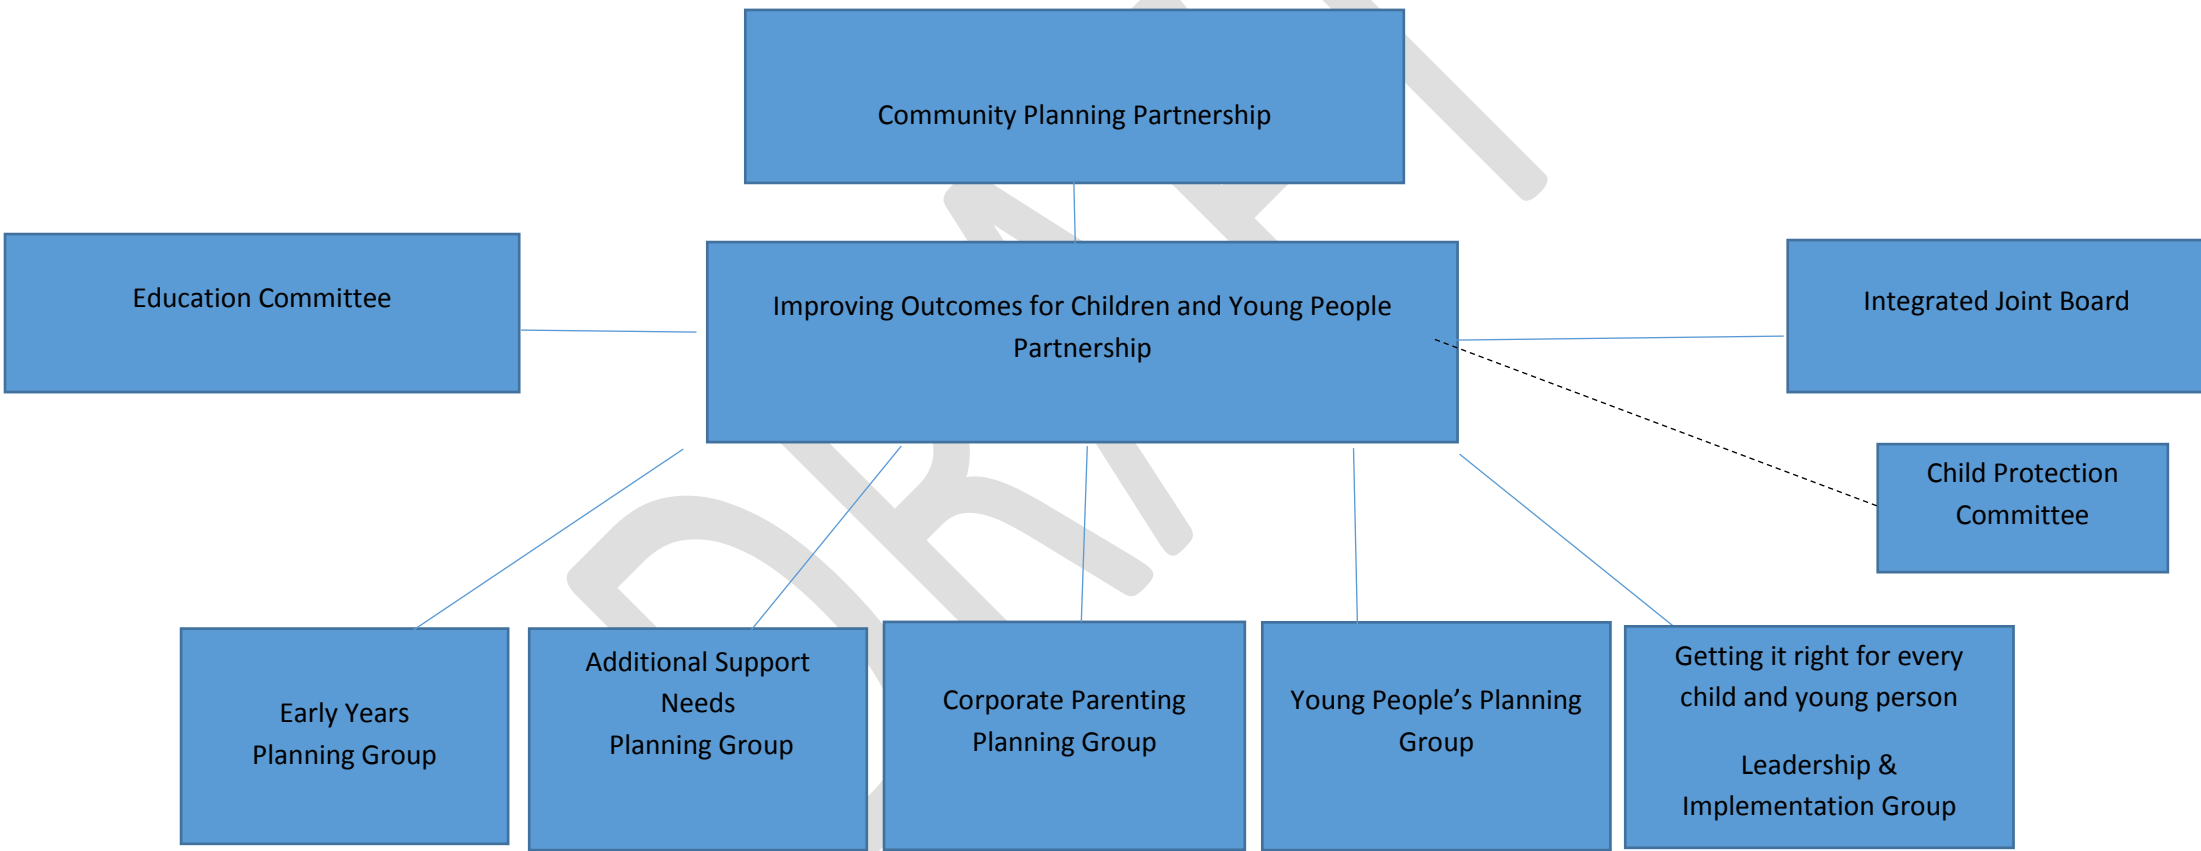 Community Planning Partnership
Education Committee
Improving Outcomes for Children and Young People
Partnership
Integrated Joint Board
Child Protection
Committee
Early Years
Planning Group
Additional Support
Needs
Planning Group
Corporate Parenting
Planning Group
Young People’s Planning
Group
Getting it right for every
child and young person
Leadership &
Implementation Group
DRAFT